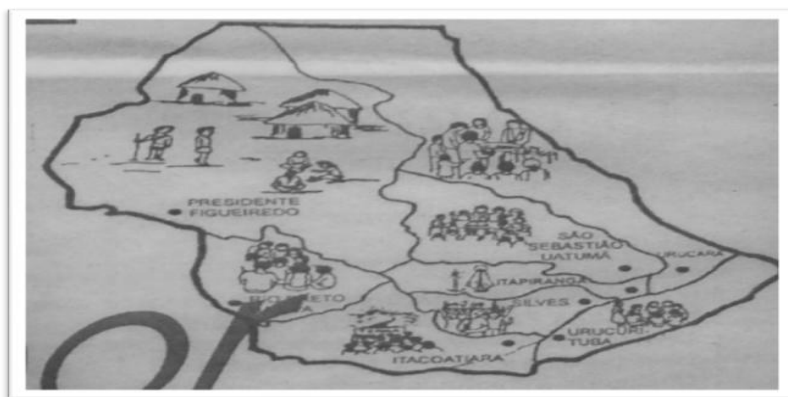 PRESIDENTE
FIGUEIREDO
SÃO
SEBASTIÃO
UATUMÃ
URUCARÁ
ITAPIRANGA
SILVES
URUCURI-
TUBA
ITACOATIARA